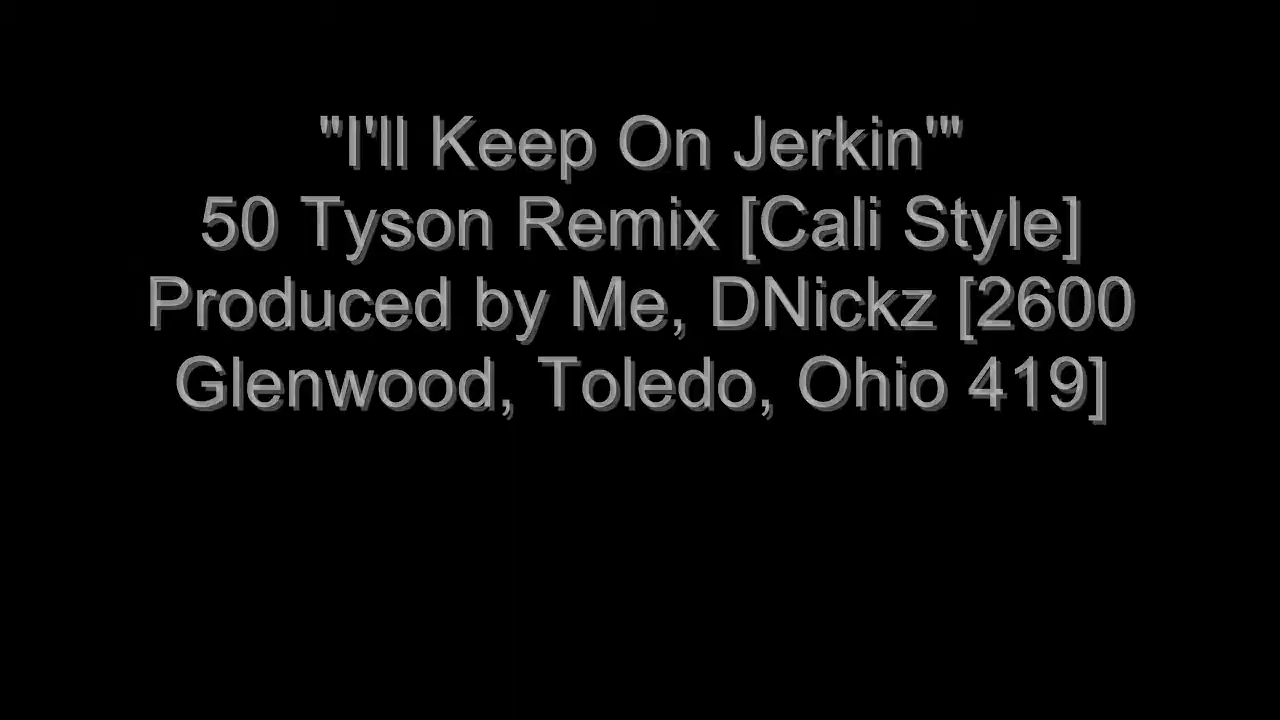 "I'll Keep On Jerkin'"
50 Tyson Remix [Cali Style]
Produced by Me, DNickz [2600
Glenwood, Toledo, Ohio 419]